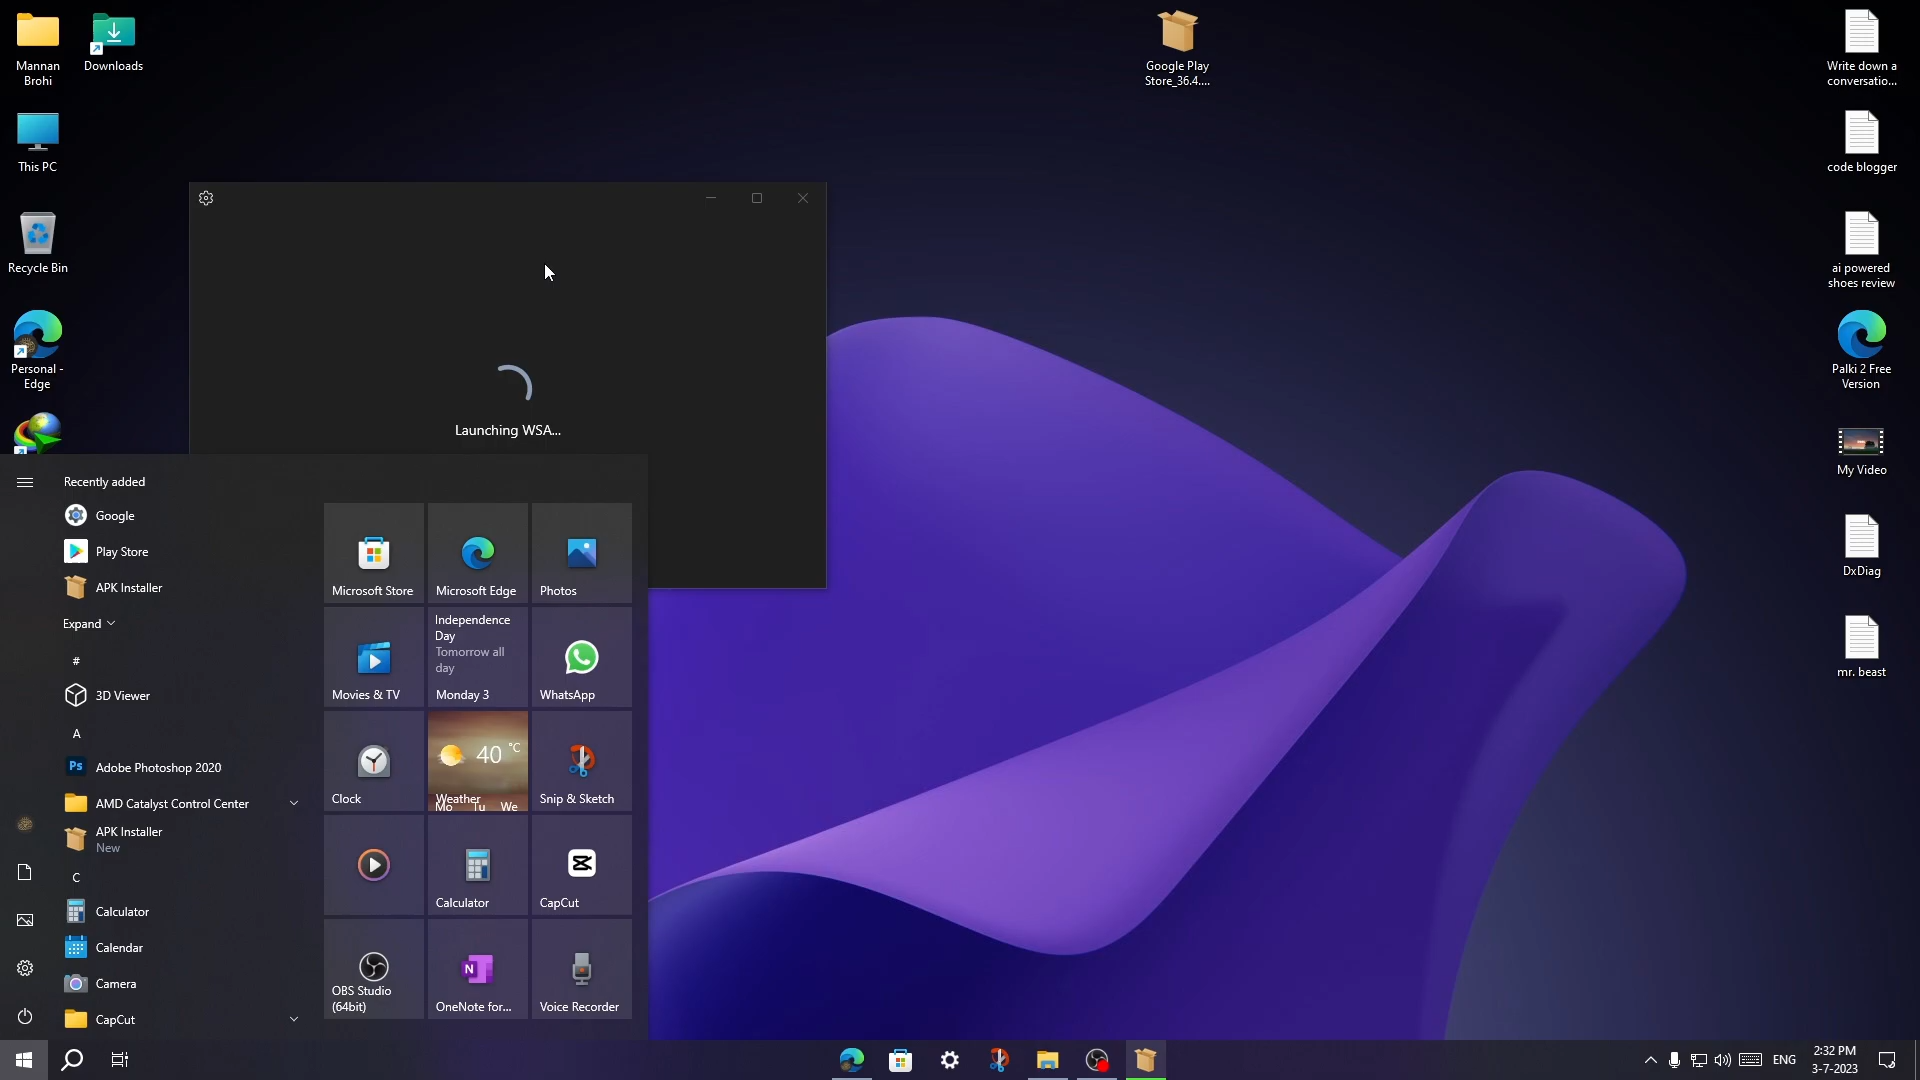 Mannan
Brohi
Downloads
This PC
Recycle Bin
Personal -
Edge
Google Play
Store_36.4....
Write down a
conversatio...
code blogger
ai powered
shoes review
Palki 2 Free
Version
My Video
DxDiag
mr. beast
Launching WSA...
Recently added
Google
Play Store
APK Installer
Expand
#
3D Viewer
A
Ps
Adobe Photoshop 2020
AMD Catalyst Control Center
APK Installer
New
C
Calculator
Calendar
Camera
CapCut
Microsoft Store
Microsoft Edge
Photos
Movies & TV
Independence
Day
Tomorrow all
day
Monday 3
WhatsApp
Clock
40 °C
Weather
Mo Tu We
Snip & Sketch
Calculator
CapCut
OBS Studio
(64bit)
N
OneNote for...
Voice Recorder
ENG
2:32 PM
3-7-2023